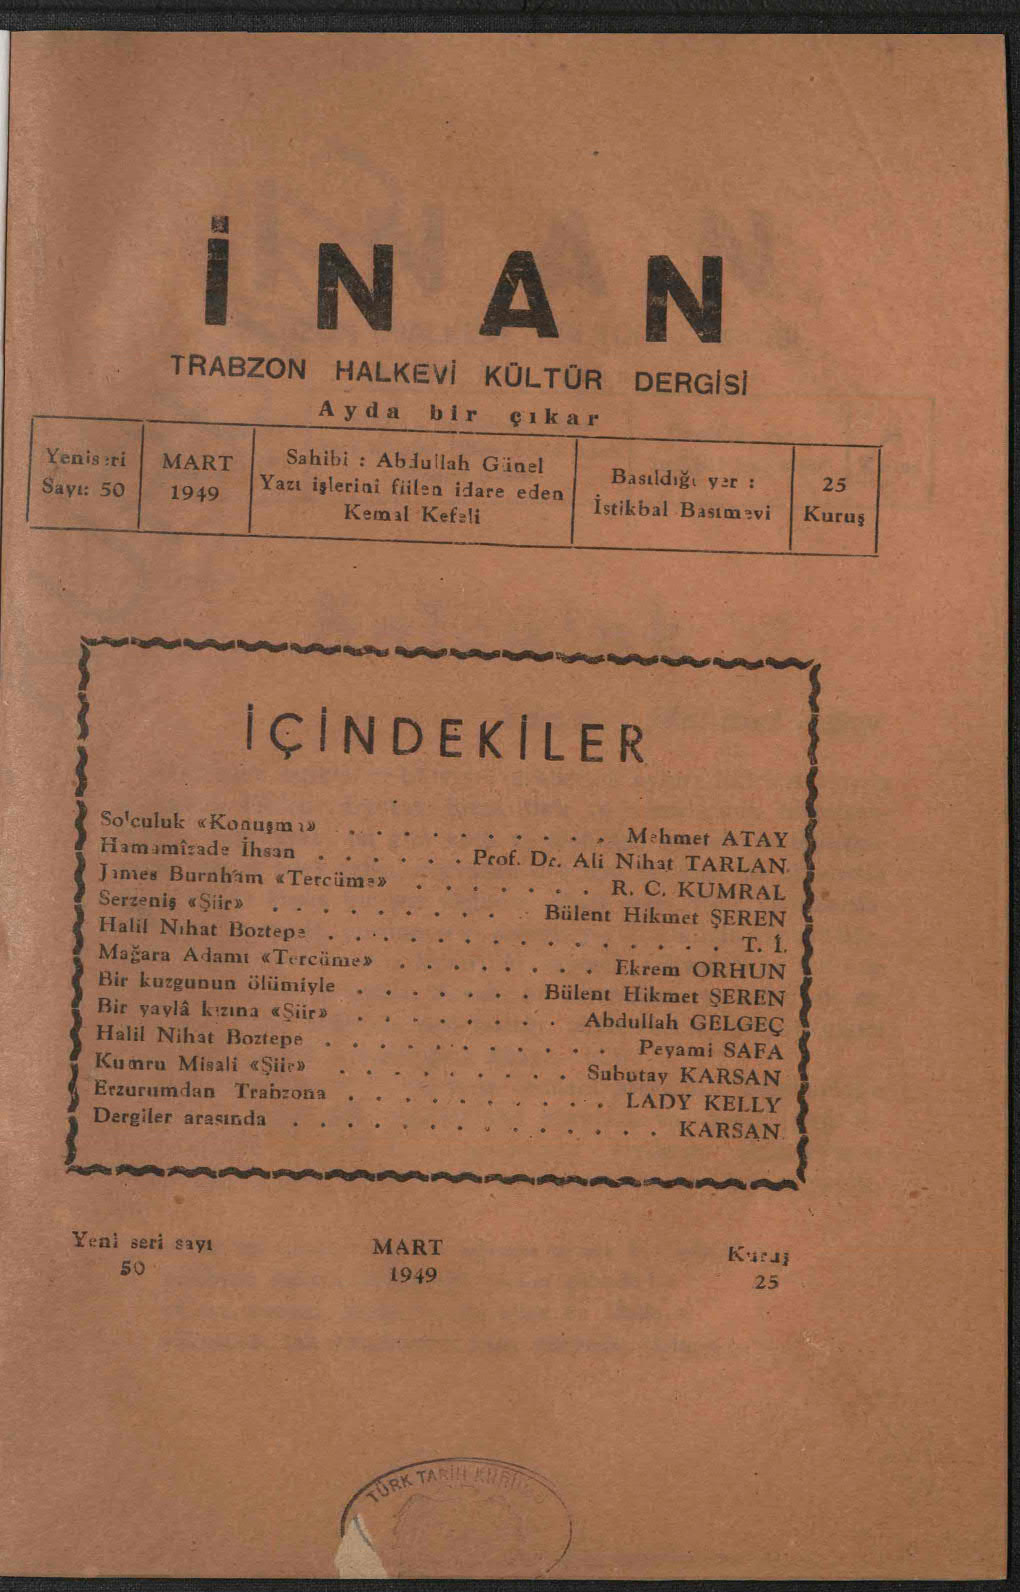 İNAN
TRABZON HALKEVİ KÜLTÜR DERGİSİ
Ayda bir çıkar
Yeniseri
Sayı: 50
MART
1949
Sahibi : Abdullah Günel
Yazı işlerini fiilen idare eden
Kemal Kefeli
Basıldığı yer :
İstikbal Basımevi
25
Kuruş
İÇİNDEKİLER
Solculuk «Konuşma» . . . . . . . . . . Mehmet ATAY
Hamamîzade İhsan . . . . . . Prof. Dr. Ali Nihat TARLAN
James Burnham «Tercüme» . . . . . . . R. C. KUMRAL
Serzeniş «Şiir» . . . . . . . . . . Bülent Hikmet ŞEREN
Halil Nihat Boztepe . . . . . . . . . . . . . . . T. İ.
Mağara Adamı «Tercüme» . . . . . . . . Ekrem ORHUN
Bir kuzgunun ölümiyle . . . . . . . Bülent Hikmet ŞEREN
Bir yaylâ kızına «Şiir» . . . . . . . . Abdullah GELGEÇ
Halil Nihat Boztepe . . . . . . . . . . . Peyami SAFA
Kumru Misali «Şiir» . . . . . . . . . Subutay KARSAN
Erzurumdan Trabzona . . . . . . . . . . LADY KELLY
Dergiler arasında . . . . . . . . . . . . . . KARSAN
Yeni seri sayı
50
MART
1949
Kuruş
25
TÜRK TARİH KURUMU